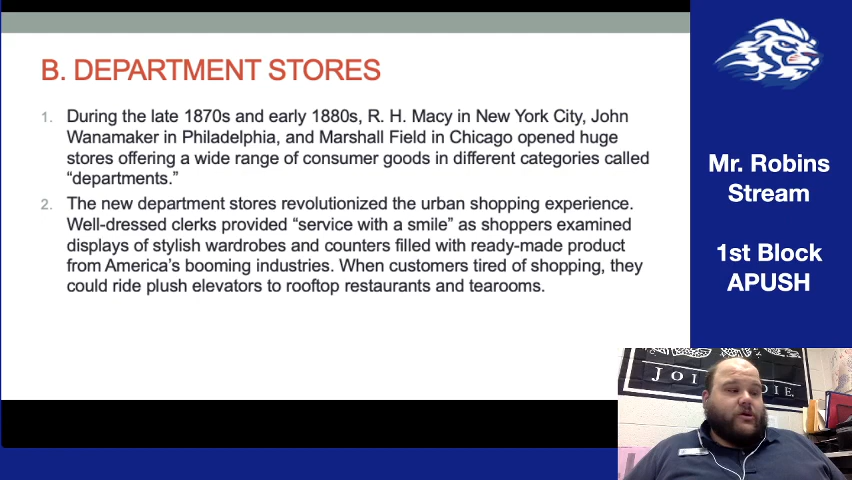 B. DEPARTMENT STORES
1. During the late 1870s and early 1880s, R. H. Macy in New York City, John
Wanamaker in Philadelphia, and Marshall Field in Chicago opened huge
stores offering a wide range of consumer goods in different categories called
“departments.”
2. The new department stores revolutionized the urban shopping experience.
Well-dressed clerks provided “service with a smile” as shoppers examined
displays of stylish wardrobes and counters filled with ready-made product
from America’s booming industries. When customers tired of shopping, they
could ride plush elevators to rooftop restaurants and tearooms.
Mr. Robins
Stream
1st Block
APUSH
JOI DIE.